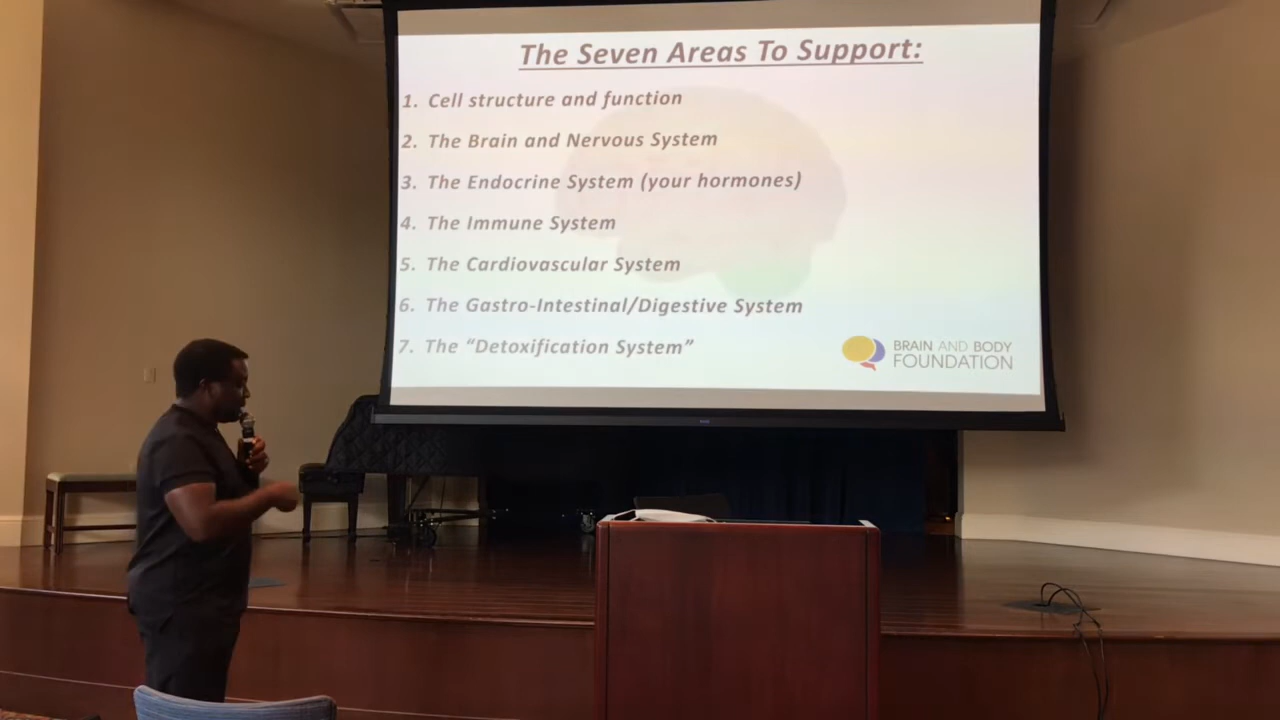 The Seven Areas To Support:
1. Cell structure and function
2. The Brain and Nervous System
3. The Endocrine System (your hormones)
4. The Immune System
5. The Cardiovascular System
6. The Gastro-Intestinal/Digestive System
7. The “Detoxification System”
BRAIN AND BODY
FOUNDATION